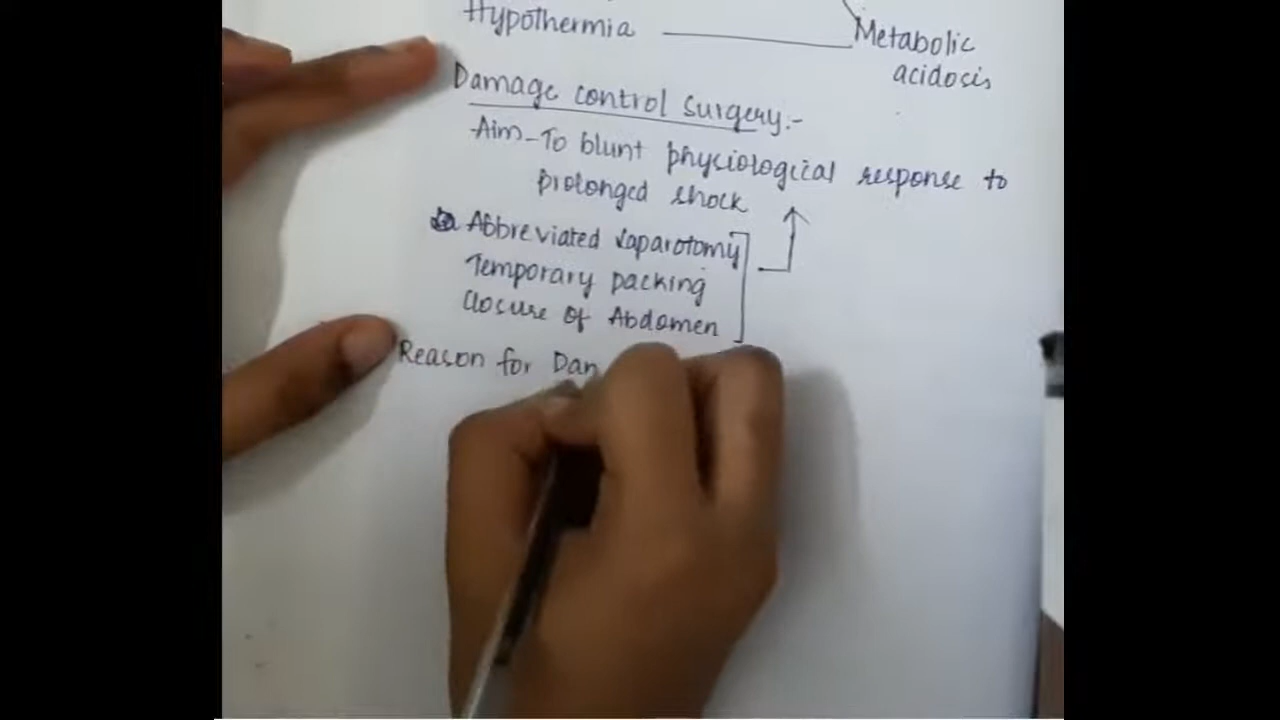 Hypothermia
Metabolic
acidosis
Damage control surgery:-
-Aim-To blunt physiological response to
prolonged shock
Abbreviated Laparotomy
Temporary packing
Closure of Abdomen
Reason for Dam